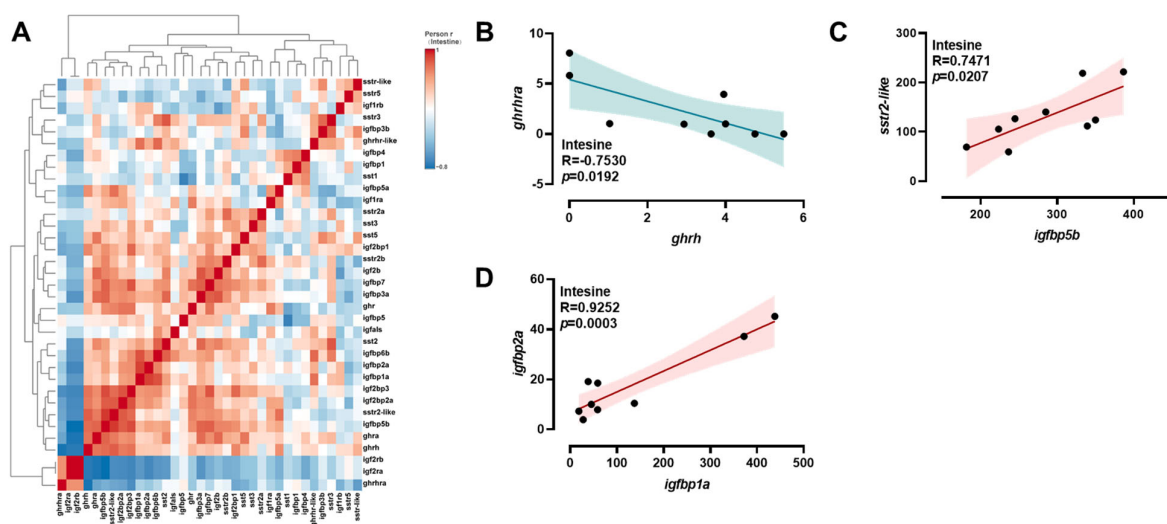 A
Person r
(Intestine)
1
−0.8
sstr-like
sstr5
igf1rb
sstr3
igfbp3b
ghrhr-like
igfbp4
igfbp1
sst1
igfbp5a
igf1ra
sstr2a
sst3
sst5
igf2bp1
sstr2b
igf2b
igfbp7
igfbp3a
ghr
igfbp5
igfals
sst2
igfbp6b
igfbp2a
igfbp1a
igf2bp3
igf2bp2a
sstr2-like
igfbp5b
ghra
ghrh
igf2rb
igf2ra
ghrhra
ghrhra
igf2ra
igf2rb
ghrh
ghra
igfbp5b
sstr2-like
igf2bp2a
igf2bp3
igfbp1a
igfbp2a
igfbp6b
sst2
igfals
igfbp5
ghr
igfbp3a
igfbp7
igf2b
sstr2b
igf2bp1
sst5
sst3
sstr2a
igf1ra
igfbp5a
sst1
igfbp1
igfbp4
ghrhr-like
igfbp3b
sstr3
igf1rb
sstr5
sstr-like
B
10
5
0
-5
ghrhra
Intesine
R=-0.7530
p=0.0192
0 2 4 6
ghrh
C
300
200
100
0
sstr2-like
Intesine
R=0.7471
p=0.0207
200 300 400
igfbp5b
D
60
40
20
0
igfbp2a
Intesine
R=0.9252
p=0.0003
0 100 200 300 400 500
igfbp1a